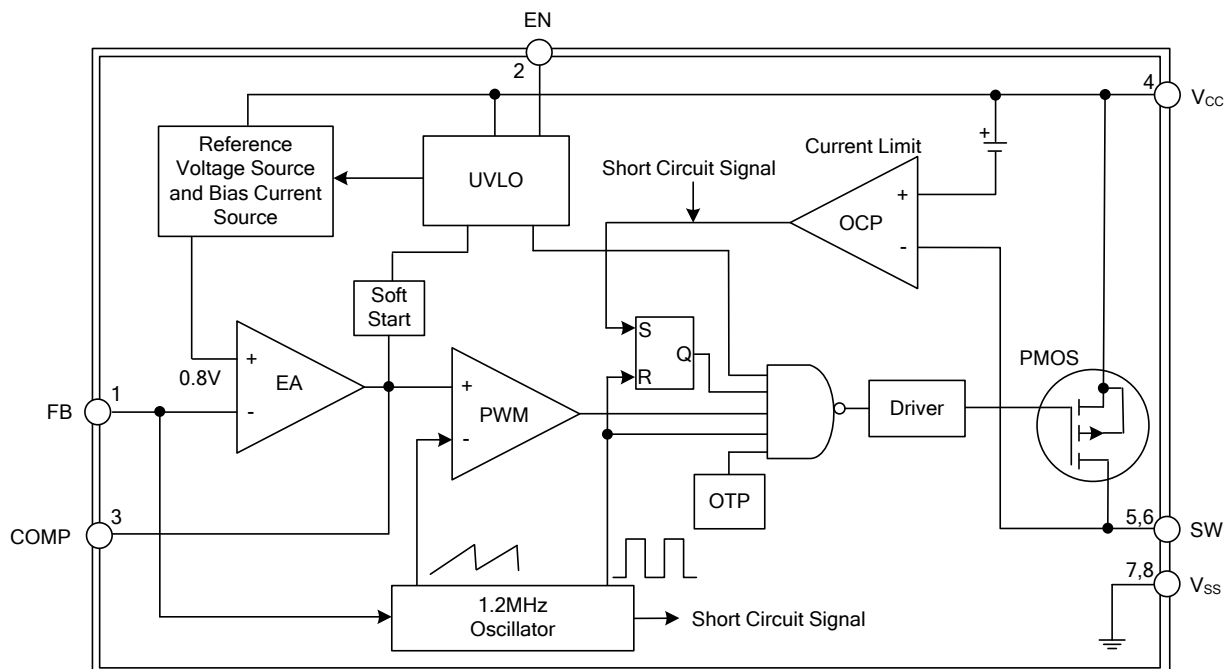 EN
2
4
V_CC
Reference
Voltage Source
and Bias Current
Source
UVLO
Short Circuit Signal
Current Limit
+
+
OCP
-
Soft
Start
S
Q
R
PMOS
0.8V
+
EA
-
1
FB
+
PWM
-
Driver
OTP
3
COMP
5,6
SW
7,8
V_SS
1.2MHz
Oscillator
Short Circuit Signal